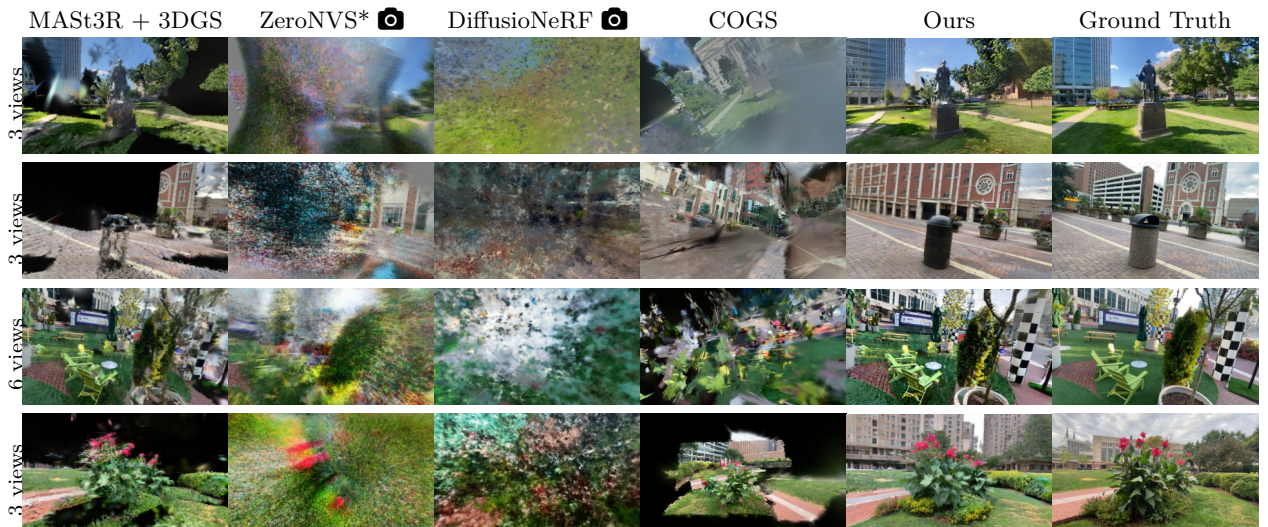 MASt3R + 3DGS ZeroNVS* DiffusioNeRF COGS Ours Ground Truth
3 views
3 views
6 views
3 views